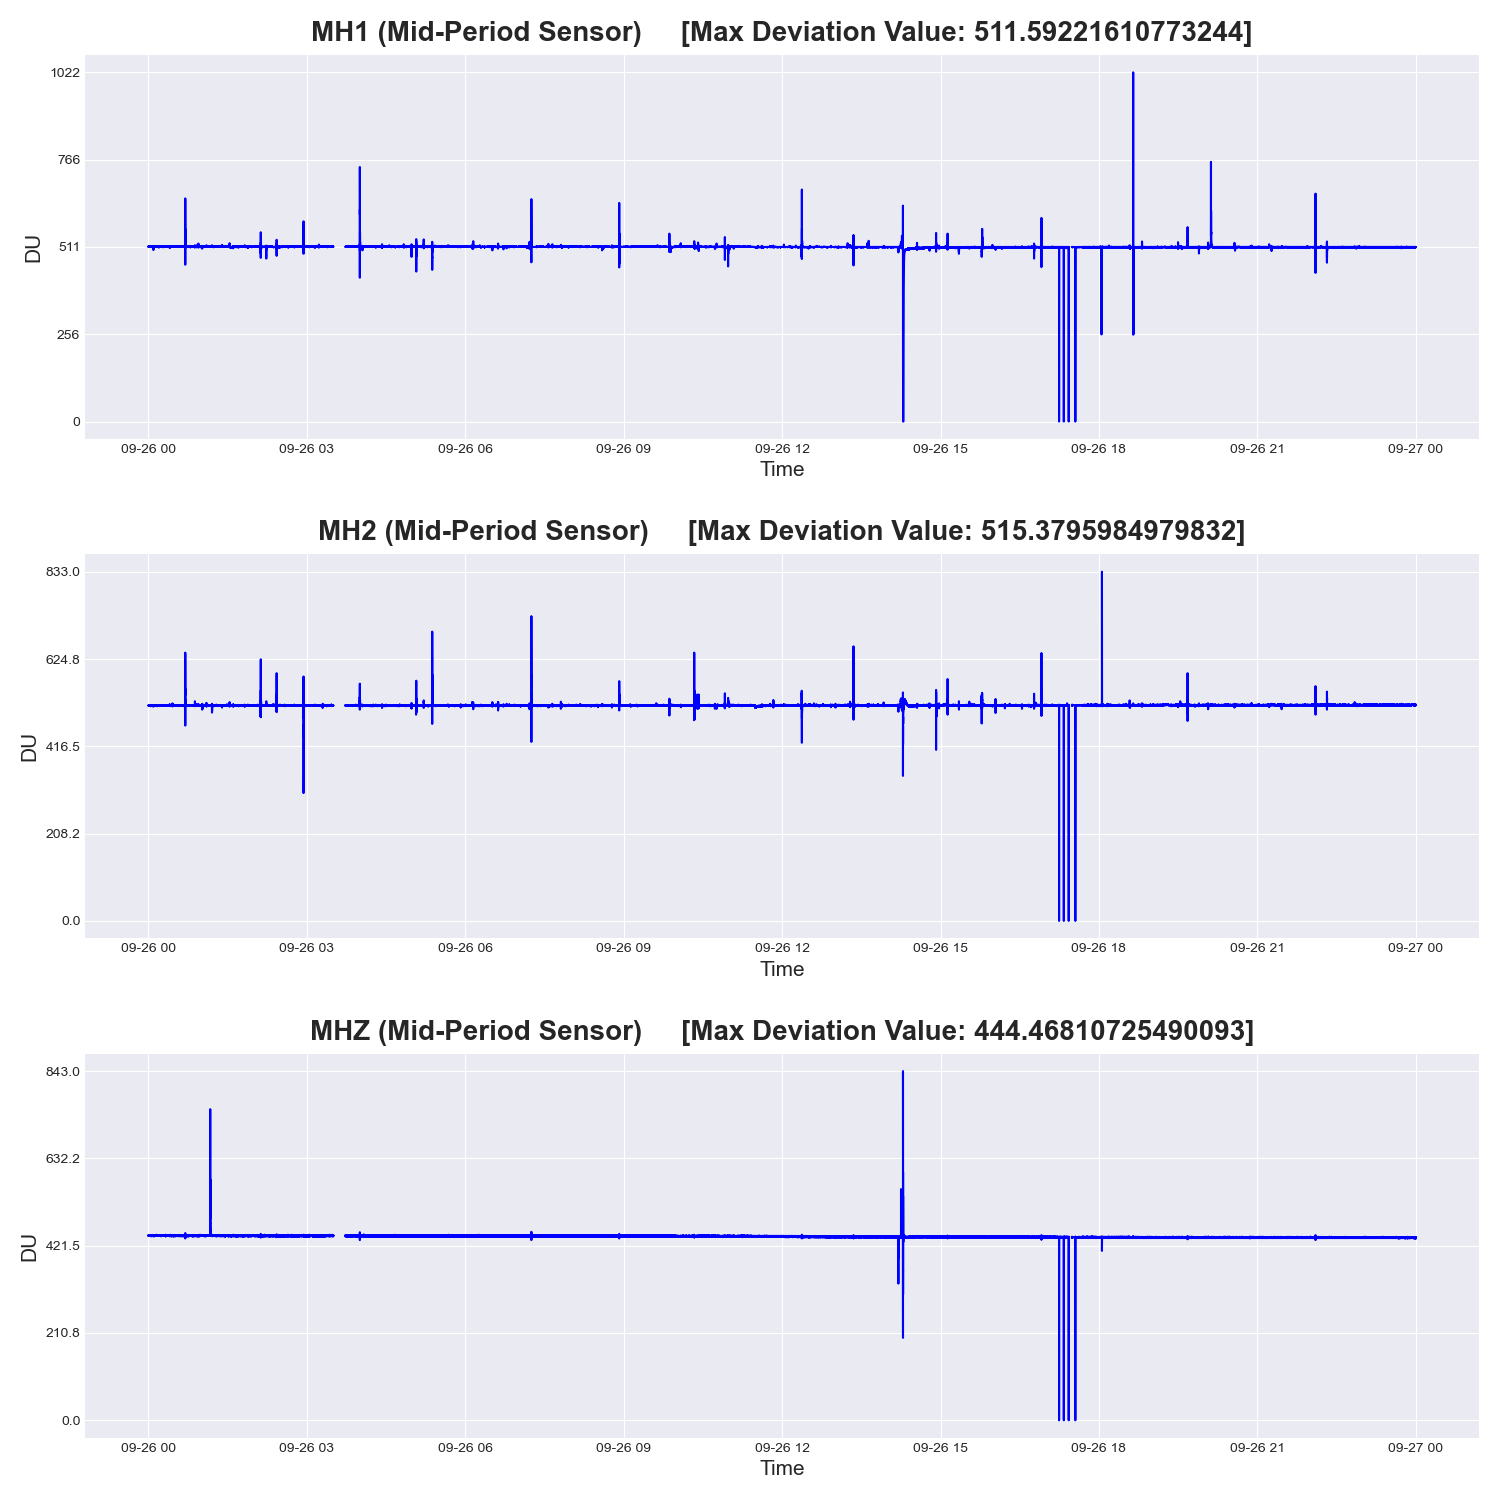 MH1 (Mid-Period Sensor) [Max Deviation Value: 511.59221610773244]
1022
766
511
256
0
DU
09-26 00 09-26 03 09-26 06 09-26 09 09-26 12 09-26 15 09-26 18 09-26 21 09-27 00
Time
MH2 (Mid-Period Sensor) [Max Deviation Value: 515.3795984979832]
833.0
624.8
416.5
208.2
0.0
DU
09-26 00 09-26 03 09-26 06 09-26 09 09-26 12 09-26 15 09-26 18 09-26 21 09-27 00
Time
MHZ (Mid-Period Sensor) [Max Deviation Value: 444.46810725490093]
843.0
632.2
421.5
210.8
0.0
DU
09-26 00 09-26 03 09-26 06 09-26 09 09-26 12 09-26 15 09-26 18 09-26 21 09-27 00
Time